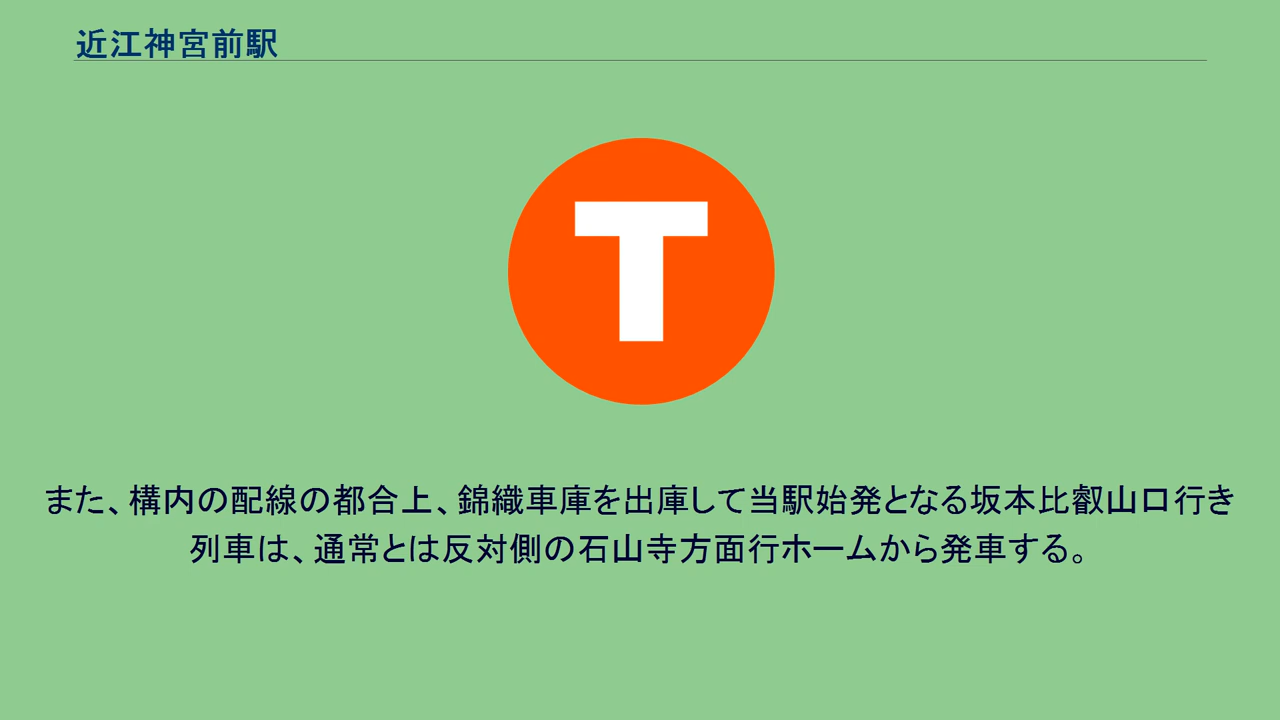 近江神宮前駅
T
また、構内の配線の都合上、錦織車庫を出庫して当駅始発となる坂本比叡山口行き
列車は、通常とは反対側の石山寺方面行ホームから発車する。